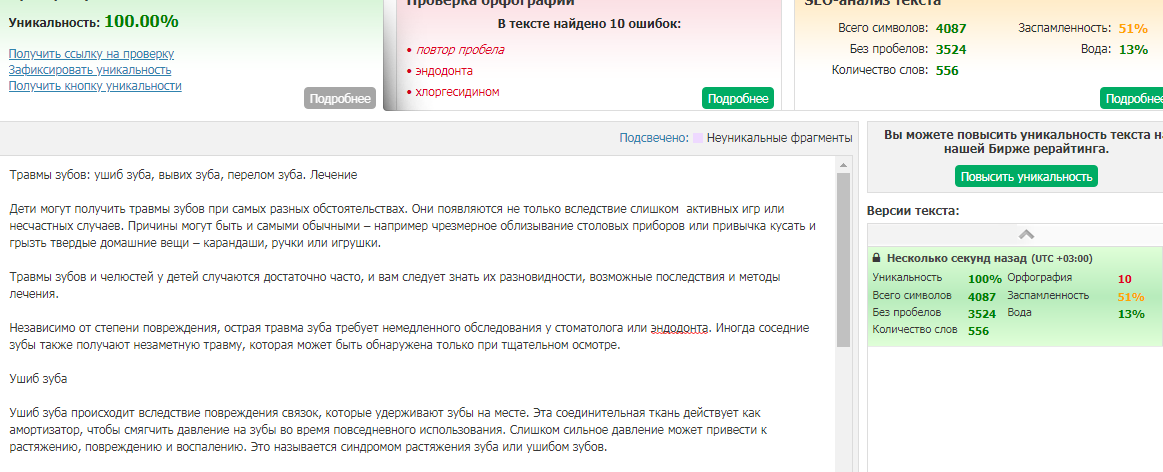 Проверка орфографии
SEO-анализ текста
Уникальность: 100.00%
Получить ссылку на проверку
Зафиксировать уникальность
Получить кнопку уникальности
Подробнее
В тексте найдено 10 ошибок:
• повтор пробела
• эндодонта
• хлоргесидином
Подробнее
Всего символов: 4087
Без пробелов: 3524
Количество слов: 556
Заспамленность: 51%
Вода: 13%
Подробнее
Подсвечено: Неуникальные фрагменты
Травмы зубов: ушиб зуба, вывих зуба, перелом зуба. Лечение
Дети могут получить травмы зубов при самых разных обстоятельствах. Они появляются не только вследствие слишком  активных игр или
несчастных случаев. Причины могут быть и самыми обычными – например чрезмерное облизывание столовых приборов или привычка кусать и
грызть твердые домашние вещи – карандаши, ручки или игрушки.
Травмы зубов и челюстей у детей случаются достаточно часто, и вам следует знать их разновидности, возможные последствия и методы
лечения.
Независимо от степени повреждения, острая травма зуба требует немедленного обследования у стоматолога или эндодонта. Иногда соседние
зубы также получают незаметную травму, которая может быть обнаружена только при тщательном осмотре.
Ушиб зуба
Ушиб зуба происходит вследствие повреждения связок, которые удерживают зубы на месте. Эта соединительная ткань действует как
амортизатор, чтобы смягчить давление на зубы во время повседневного использования. Слишком сильное давление может привести к
растяжению, повреждению и воспалению. Это называется синдромом растяжения зуба или ушибом зубов.
Вы можете повысить уникальность текста на
нашей Бирже рерайтинга.
Повысить уникальность
Версии текста:
Несколько секунд назад (UTC +03:00)
Уникальность 100% Орфография 10
Всего символов 4087 Заспамленность 51%
Без пробелов 3524 Вода 13%
Количество слов 556